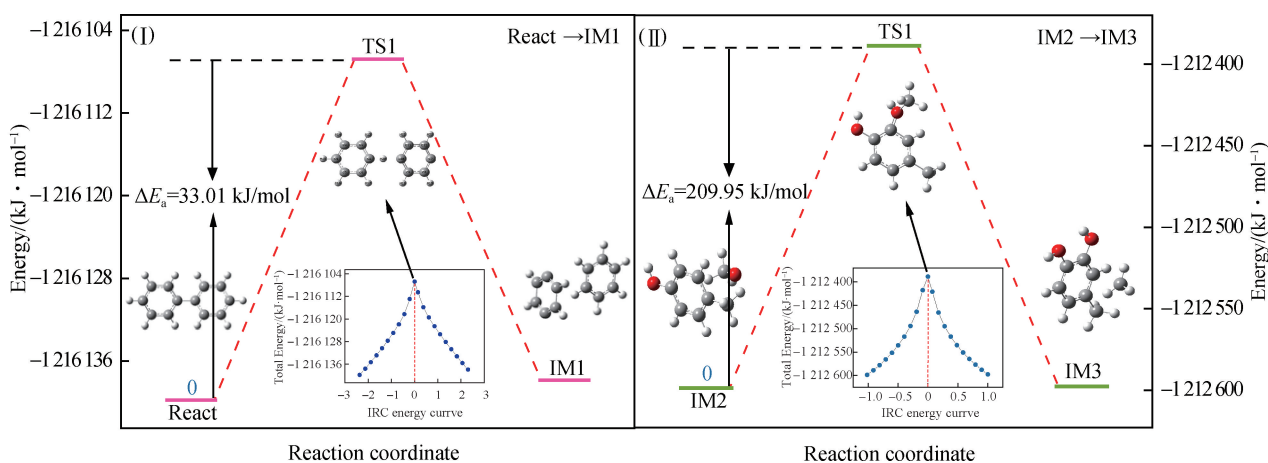 (Ⅰ)
React →IM1
TS1
−1 216 104
−1 216 112
−1 216 120
−1 216 128
−1 216 136
Energy/(kJ · mol⁻¹)
ΔEₐ=33.01 kJ/mol
0
React
IM1
Total Energy/(kJ·mol⁻¹)
−1 216 104
−1 216 112
−1 216 120
−1 216 128
−1 216 136
−3 −2 −1 0 1 2 3
IRC energy currve
Reaction coordinate
(Ⅱ)
IM2 →IM3
TS1
ΔEₐ=209.95 kJ/mol
0
IM2
IM3
Total Energy/(kJ·mol⁻¹)
−1 212 400
−1 212 450
−1 212 500
−1 212 550
−1 212 600
−1.0 −0.5 0 0.5 1.0
IRC energy currve
−1 212 400
−1 212 450
−1 212 500
−1 212 550
−1 212 600
Energy/(kJ · mol⁻¹)
Reaction coordinate